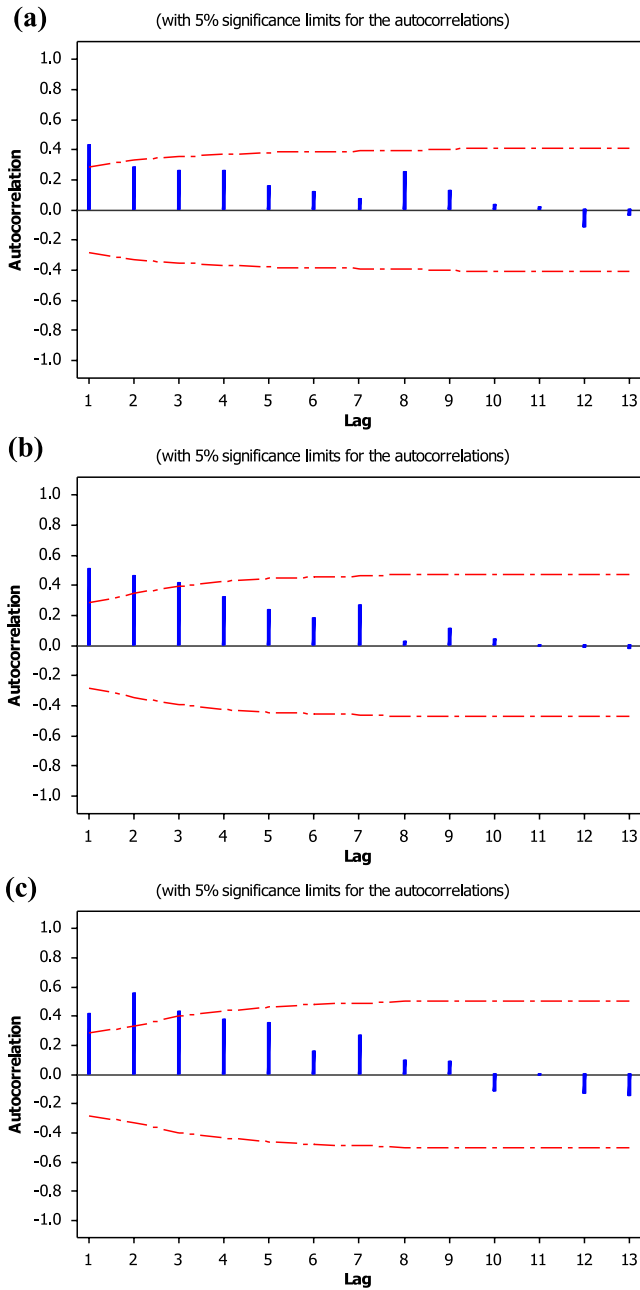 (a)
(with 5% significance limits for the autocorrelations)
1.0
0.8
0.6
0.4
0.2
0.0
-0.2
-0.4
-0.6
-0.8
-1.0
Autocorrelation
1 2 3 4 5 6 7 8 9 10 11 12 13
Lag
(b)
(with 5% significance limits for the autocorrelations)
1.0
0.8
0.6
0.4
0.2
0.0
-0.2
-0.4
-0.6
-0.8
-1.0
Autocorrelation
1 2 3 4 5 6 7 8 9 10 11 12 13
Lag
(c)
(with 5% significance limits for the autocorrelations)
1.0
0.8
0.6
0.4
0.2
0.0
-0.2
-0.4
-0.6
-0.8
-1.0
Autocorrelation
1 2 3 4 5 6 7 8 9 10 11 12 13
Lag